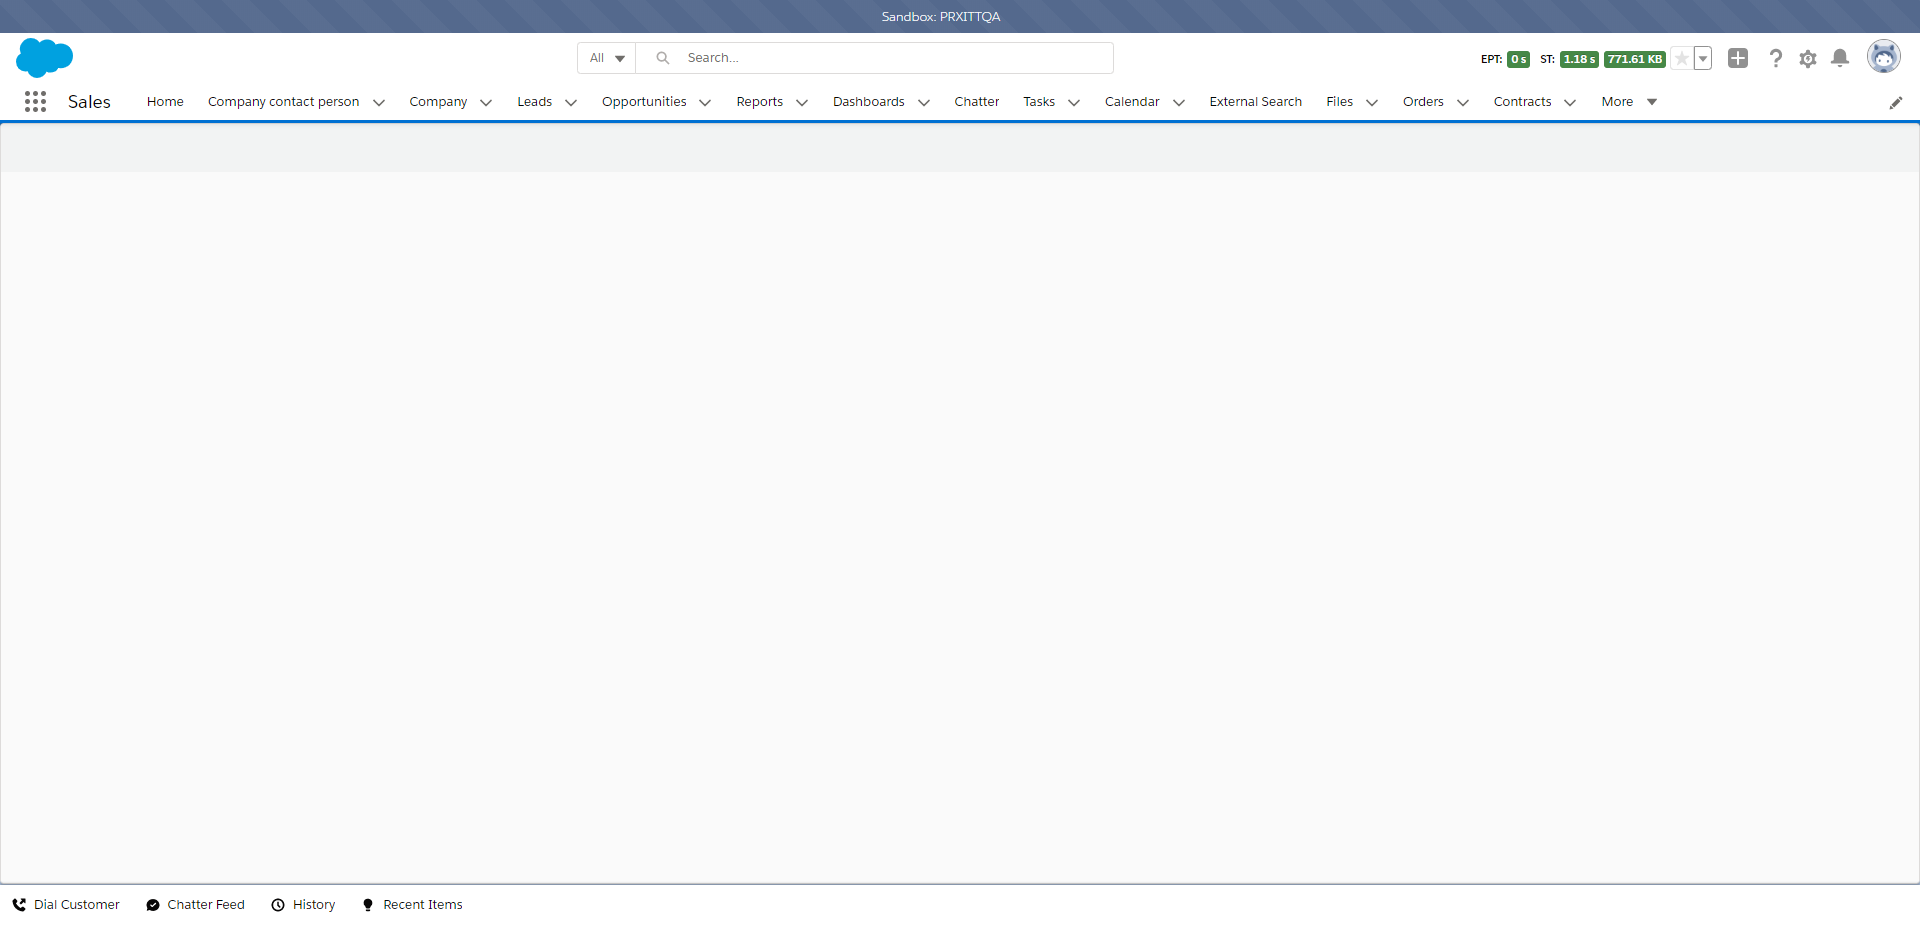 Sandbox: PRXITTQA
All
Search...
EPT: 0 s ST: 1.18 s 771.61 KB
Sales Home Company contact person Company Leads Opportunities Reports Dashboards Chatter Tasks Calendar External Search Files Orders Contracts More
Dial Customer Chatter Feed History Recent Items